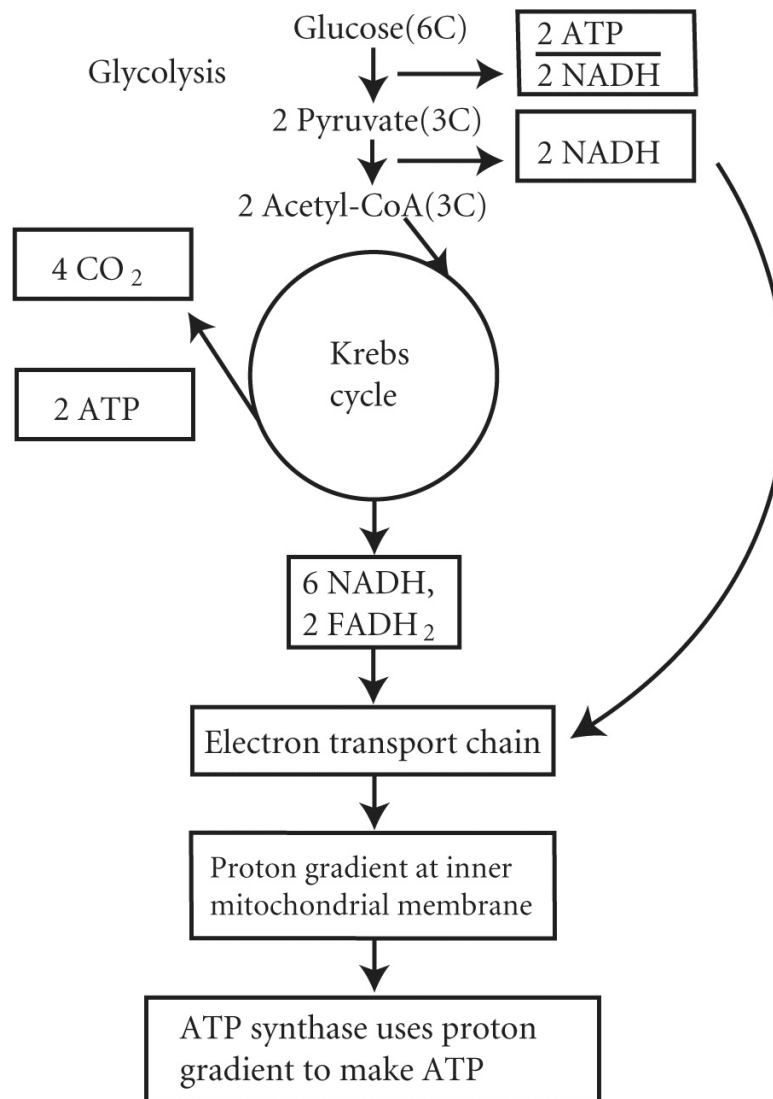 Glucose(6C)
2 ATP
2 NADH
Glycolysis
2 Pyruvate(3C)
2 NADH
2 Acetyl-CoA(3C)
4 CO₂
Krebs
cycle
2 ATP
6 NADH,
2 FADH₂
Electron transport chain
Proton gradient at inner
mitochondrial membrane
ATP synthase uses proton
gradient to make ATP